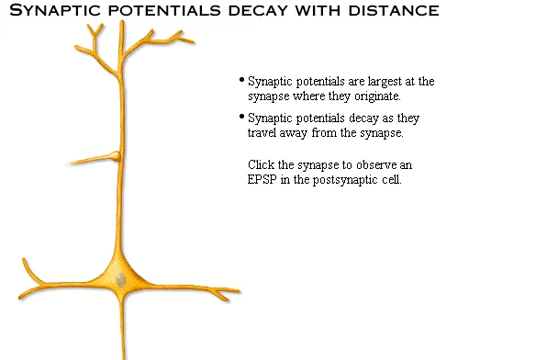 SYNAPTIC POTENTIALS DECAY WITH DISTANCE
• Synaptic potentials are largest at the
synapse where they originate.
• Synaptic potentials decay as they
travel away from the synapse.
Click the synapse to observe an
EPSP in the postsynaptic cell.